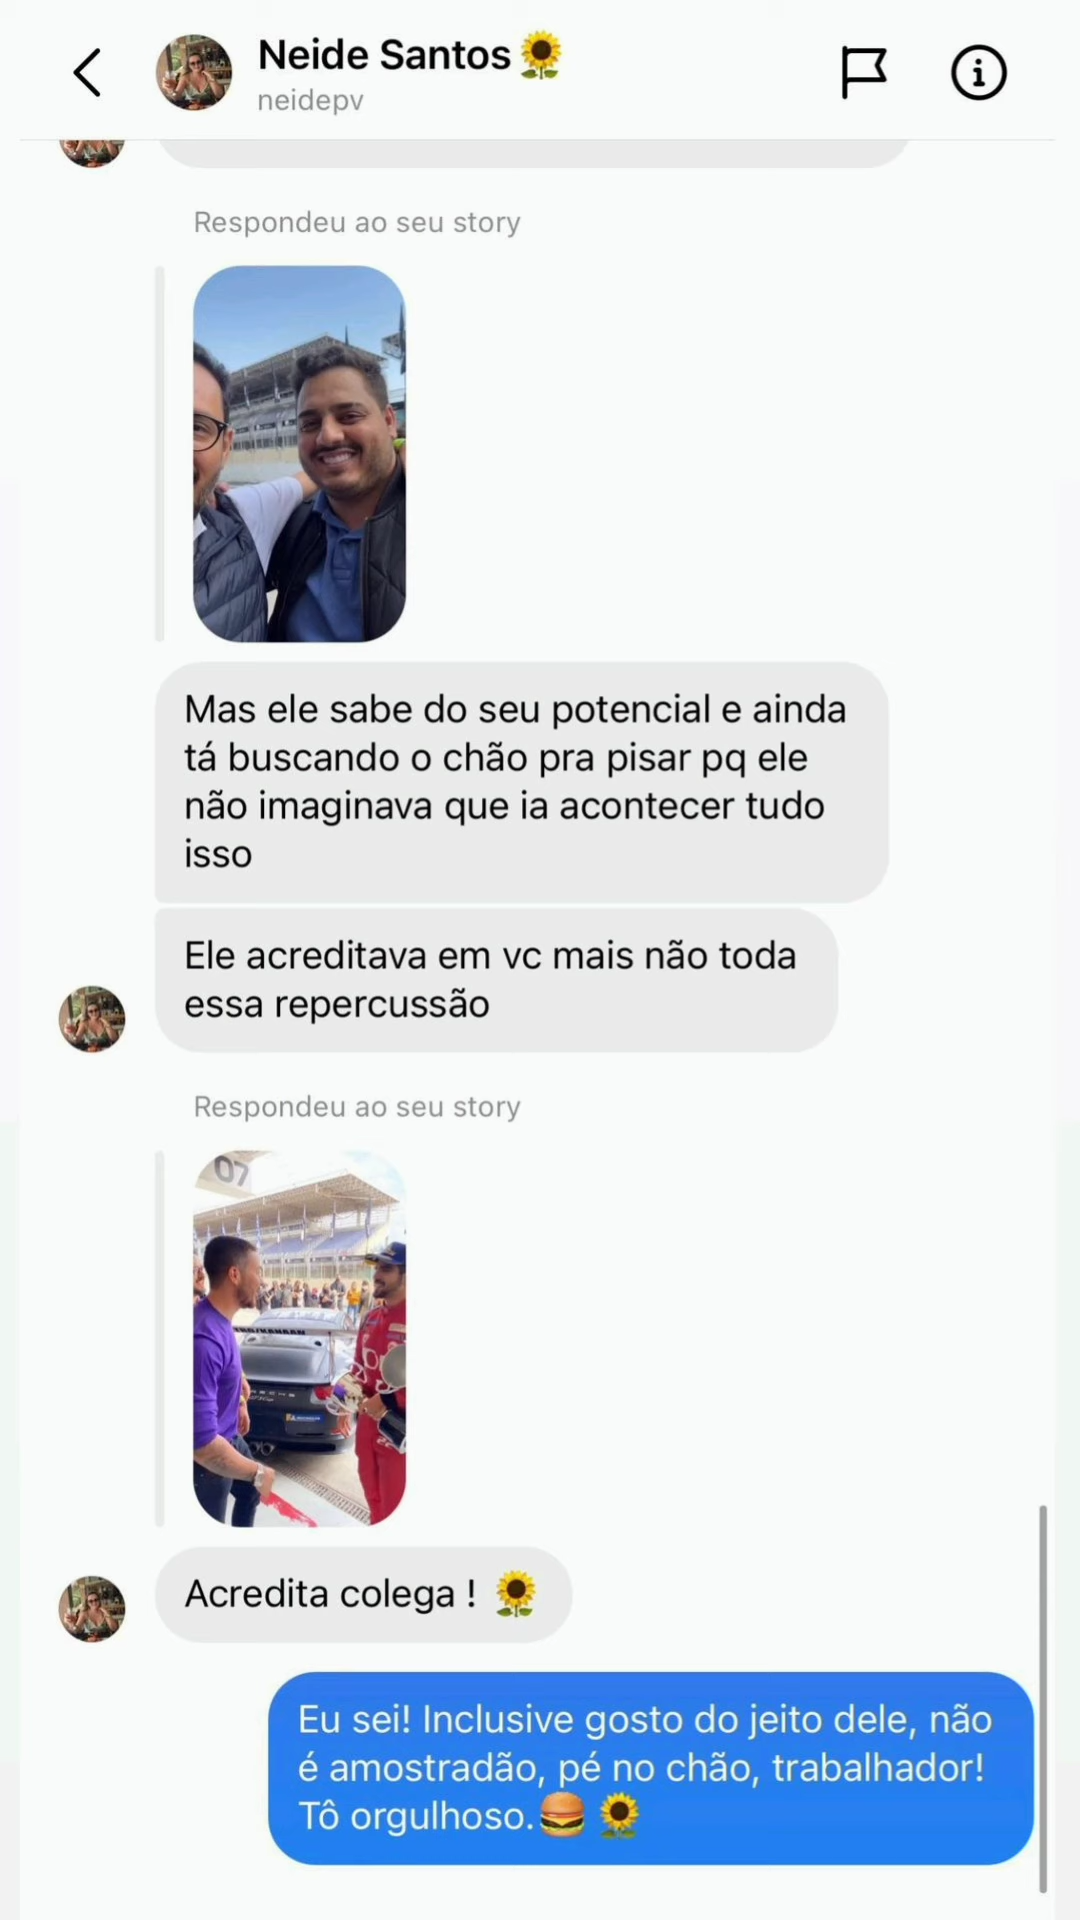 Neide Santos🌻
neidepv
Respondeu ao seu story
Mas ele sabe do seu potencial e ainda
tá buscando o chão pra pisar pq ele
não imaginava que ia acontecer tudo
isso
Ele acreditava em vc mais não toda
essa repercussão
Respondeu ao seu story
07
Acredita colega ! 🌻
Eu sei! Inclusive gosto do jeito dele, não
é amostradão, pé no chão, trabalhador!
Tô orgulhoso.🍔 🌻